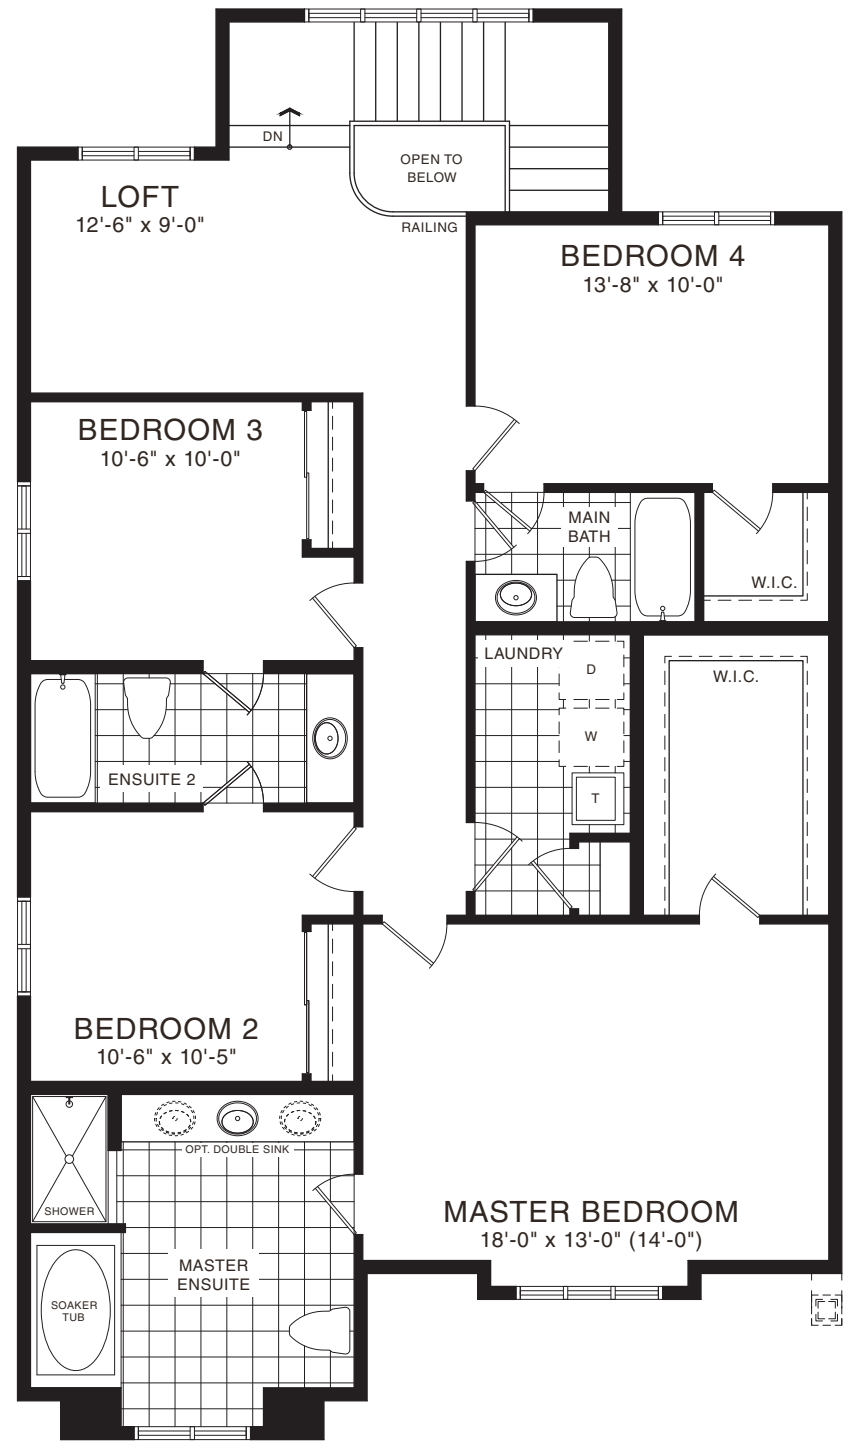 DN
OPEN TO
BELOW
LOFT
12'-6" x 9'-0"
RAILING
BEDROOM 4
13'-8" x 10'-0"
BEDROOM 3
10'-6" x 10'-0"
MAIN
BATH
W.I.C.
LAUNDRY
D
W.I.C.
W
ENSUITE 2
T
BEDROOM 2
10'-6" x 10'-5"
OPT. DOUBLE SINK
SHOWER
MASTER BEDROOM
18'-0" x 13'-0" (14'-0")
MASTER
ENSUITE
SOAKER
TUB